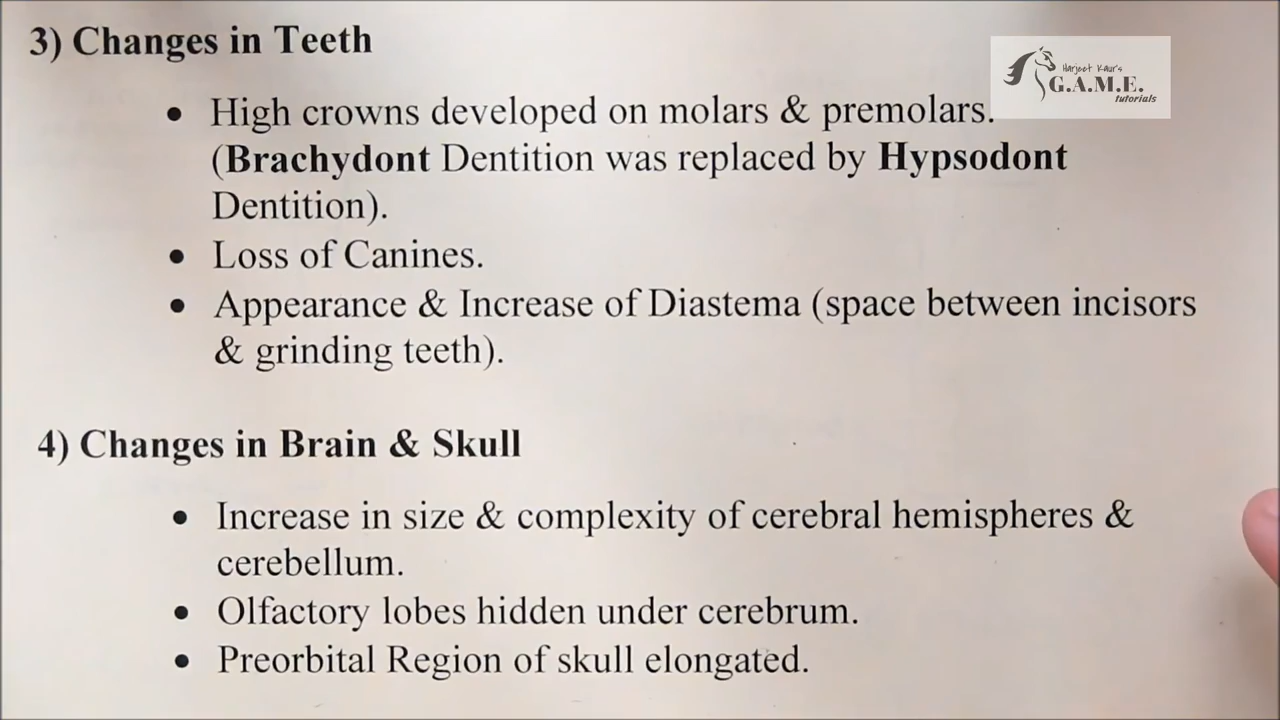 3) Changes in Teeth
Harjeet Kaur's
G.A.M.E.
tutorials
• High crowns developed on molars & premolars.
(Brachydont Dentition was replaced by Hypsodont
Dentition).
• Loss of Canines.
• Appearance & Increase of Diastema (space between incisors
& grinding teeth).
4) Changes in Brain & Skull
• Increase in size & complexity of cerebral hemispheres &
cerebellum.
• Olfactory lobes hidden under cerebrum.
• Preorbital Region of skull elongated.